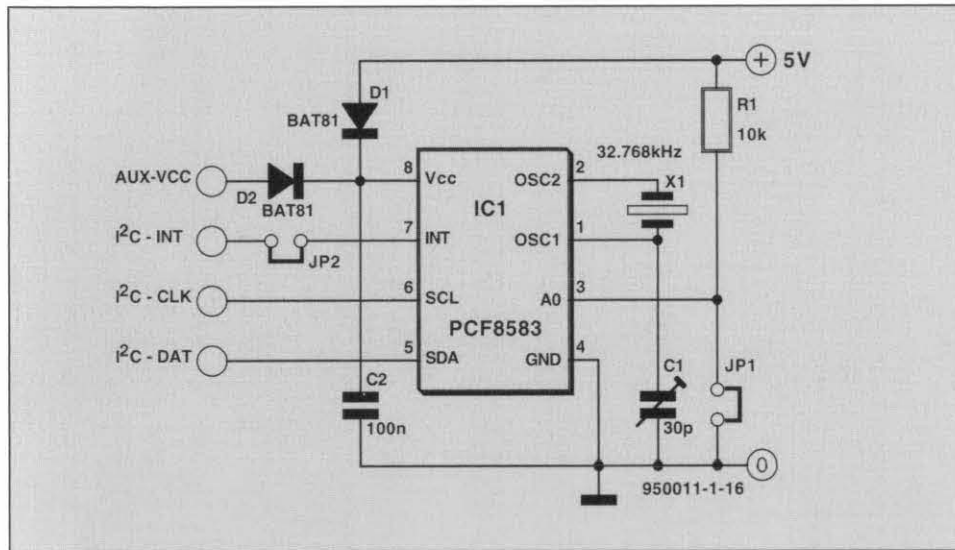 + 5V
D1
BAT81
R1
10k
32.768kHz
AUX-VCC
8
Vcc
OSC2
2
X1
D2
BAT81
IC1
I²C - INT
7
INT
OSC1
1
JP2
I²C - CLK
6
SCL
A0
3
PCF8583
I²C - DAT
5
SDA
GND
4
C1
JP1
C2
100n
30p
0
950011-1-16